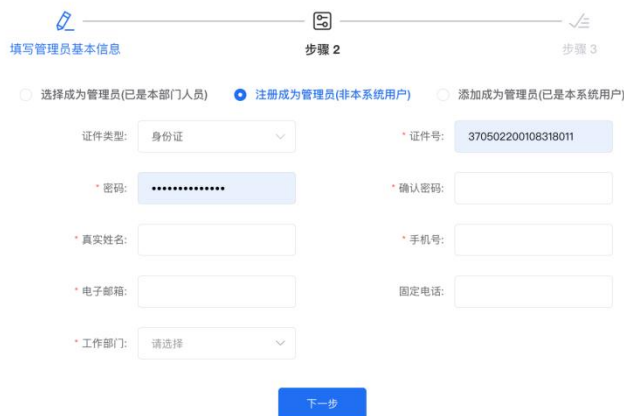 填写管理员基本信息
步骤 2
步骤 3
选择成为管理员(已是本部门人员)
注册成为管理员(非本系统用户)
添加成为管理员(已是本系统用户)
证件类型: 身份证
* 证件号: 370502200108318011
* 密码: ••••••••••••••
* 确认密码:
* 真实姓名:
* 手机号:
* 电子邮箱:
固定电话:
* 工作部门: 请选择
下一步